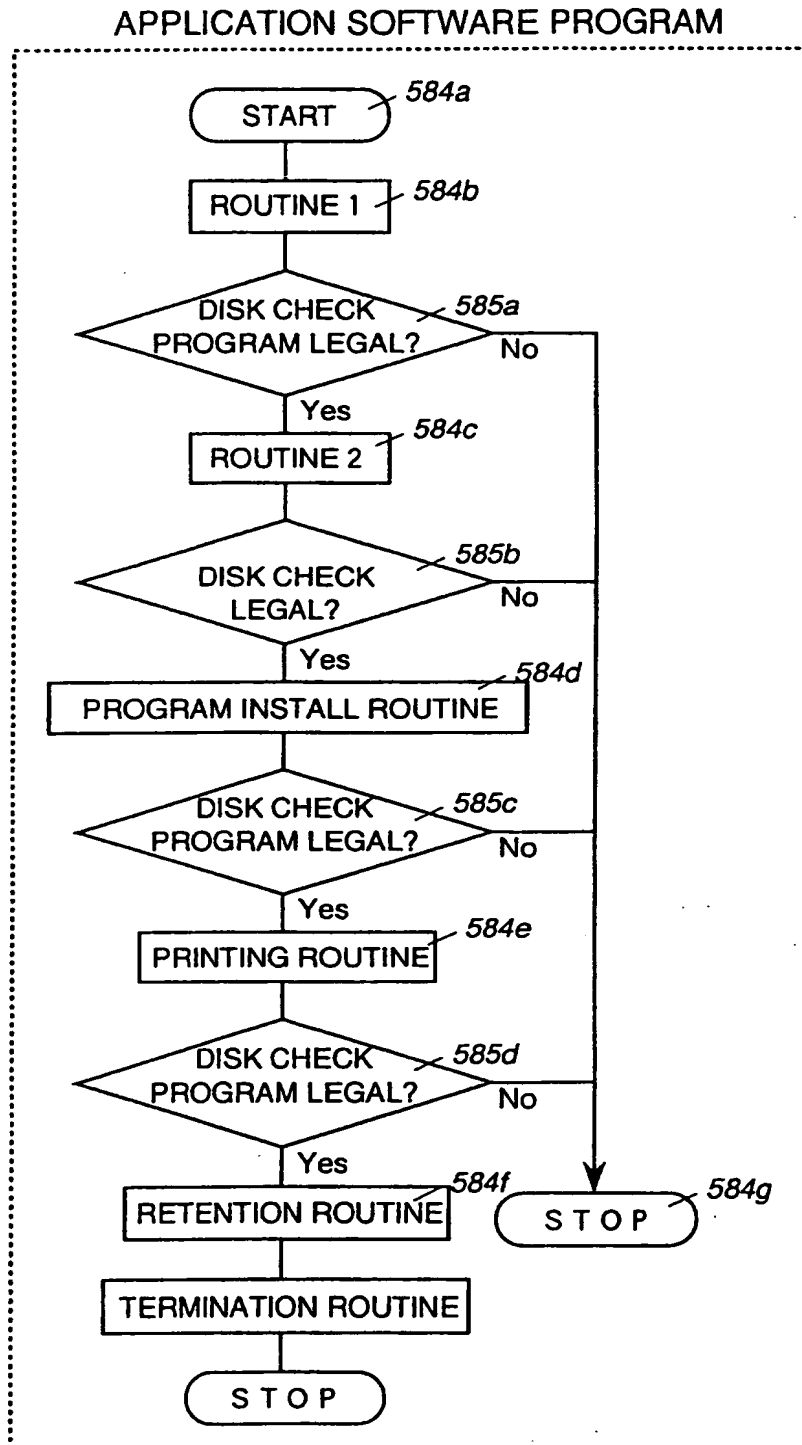 APPLICATION SOFTWARE PROGRAM
START
584a
ROUTINE 1
584b
DISK CHECK
PROGRAM LEGAL?
585a
No
Yes
ROUTINE 2
584c
DISK CHECK
LEGAL?
585b
No
Yes
584d
PROGRAM INSTALL ROUTINE
DISK CHECK
PROGRAM LEGAL?
585c
No
Yes
PRINTING ROUTINE
584e
DISK CHECK
PROGRAM LEGAL?
585d
No
Yes
584f
RETENTION ROUTINE
584g
STOP
TERMINATION ROUTINE
STOP